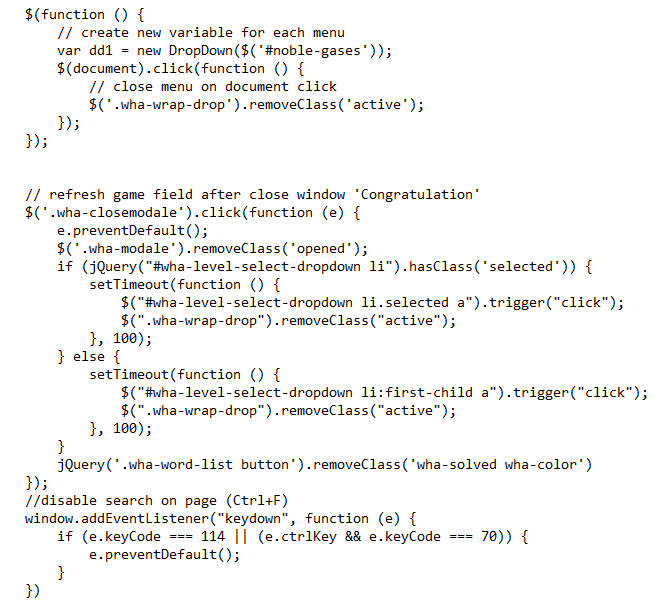 $(function () {
    // create new variable for each menu
    var dd1 = new DropDown($('#noble-gases'));
    $(document).click(function () {
        // close menu on document click
        $('.wha-wrap-drop').removeClass('active');
    });
});

// refresh game field after close window 'Congratulation'
$('.wha-closemodale').click(function (e) {
    e.preventDefault();
    $('.wha-modale').removeClass('opened');
    if (jQuery("#wha-level-select-dropdown li").hasClass('selected')) {
        setTimeout(function () {
            $("#wha-level-select-dropdown li.selected a").trigger("click");
            $(".wha-wrap-drop").removeClass("active");
        }, 100);
    } else {
        setTimeout(function () {
            $("#wha-level-select-dropdown li:first-child a").trigger("click");
            $(".wha-wrap-drop").removeClass("active");
        }, 100);
    }
    jQuery('.wha-word-list button').removeClass('wha-solved wha-color')
});
//disable search on page (Ctrl+F)
window.addEventListener("keydown", function (e) {
    if (e.keyCode === 114 || (e.ctrlKey && e.keyCode === 70)) {
        e.preventDefault();
    }
})